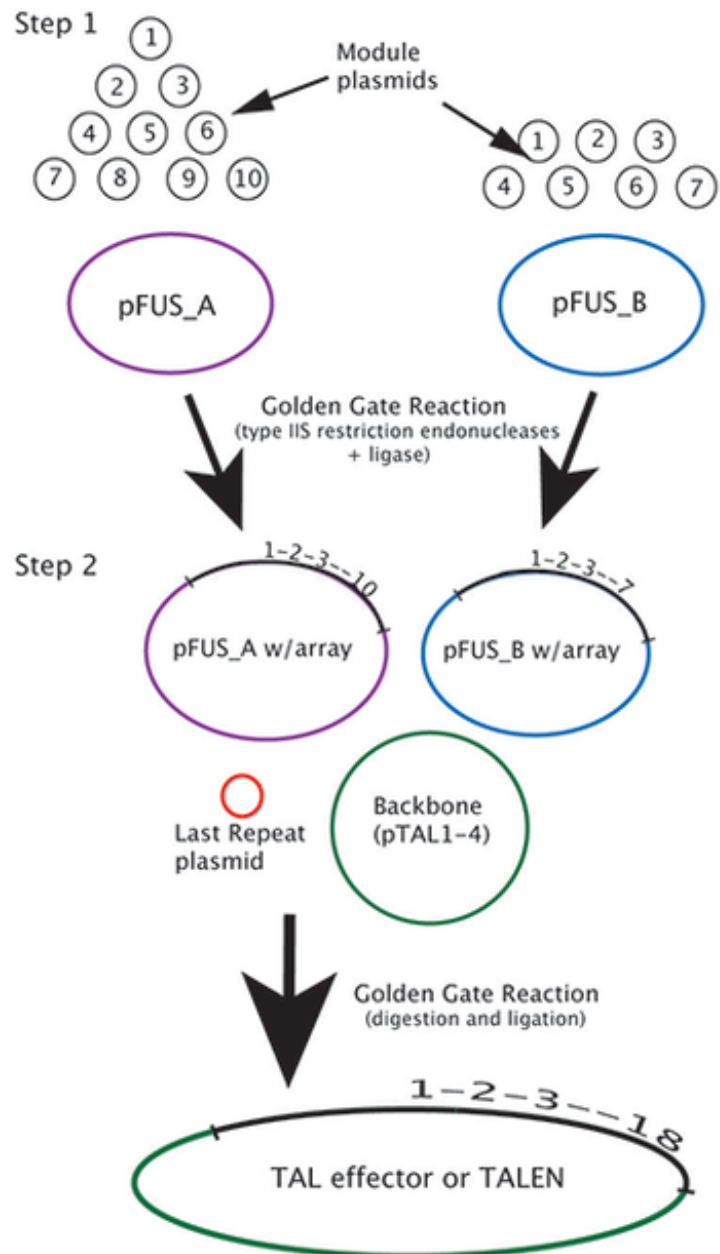 Step 1
Module
plasmids
1
2 3
4 5 6
7 8 9 10
1 2 3
4 5 6 7
pFUS_A
pFUS_B
Golden Gate Reaction
(type IIS restriction endonucleases
+ ligase)
Step 2
1-2-3--10
1-2-3--7
pFUS_A w/array
pFUS_B w/array
Last Repeat
plasmid
Backbone
(pTAL1-4)
Golden Gate Reaction
(digestion and ligation)
1-2-3--18
TAL effector or TALEN